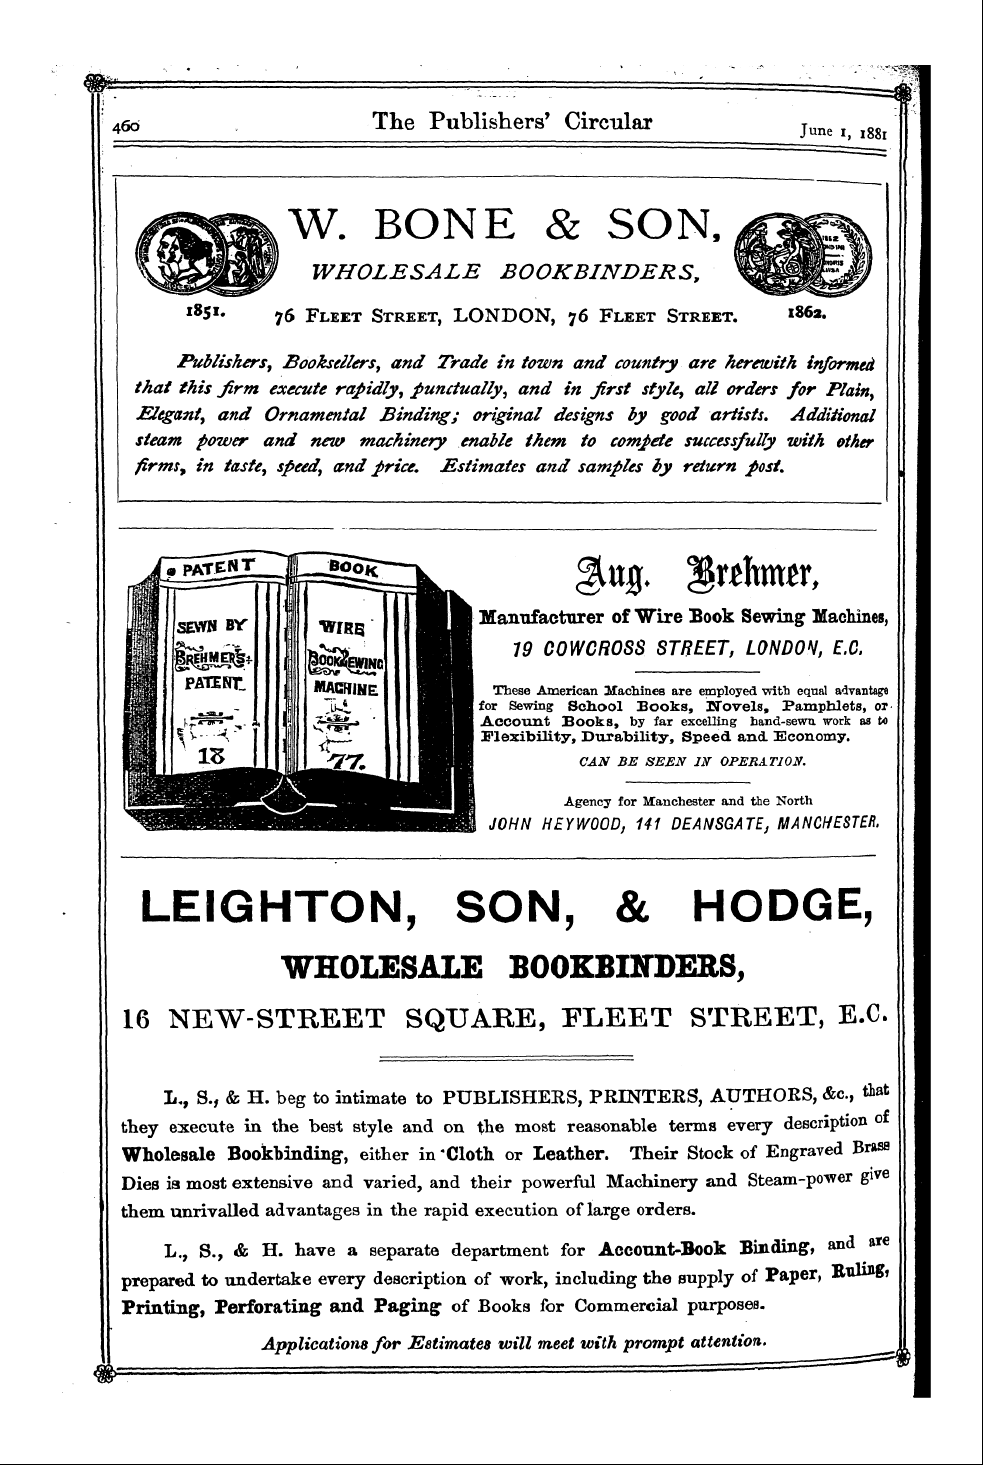 460
The Publishers' Circular
June 1, 1881
W. BONE & SON,
WHOLESALE BOOKBINDERS,
1851.
76 FLEET STREET, LONDON, 76 FLEET STREET.
1862.
Publishers, Booksellers, and Trade in town and country are herewith informed
that this firm execute rapidly, punctually, and in first style, all orders for Plain,
Elegant, and Ornamental Binding; original designs by good artists. Additional
steam power and new machinery enable them to compete successfully with other
firms, in taste, speed, and price. Estimates and samples by return post.
PATENT
BOOK
SEWN BY
BREHMER'S
PATENT
18
WIRE
BOOK SEWING
MACHINE
77.
Aug. Brehmer,
Manufacturer of Wire Book Sewing Machines,
19 COWCROSS STREET, LONDON, E.C.
These American Machines are employed with equal advantage
for Sewing School Books, Novels, Pamphlets, or
Account Books, by far excelling hand-sewn work as to
Flexibility, Durability, Speed and Economy.
CAN BE SEEN IN OPERATION.
Agency for Manchester and the North
JOHN HEYWOOD, 141 DEANSGATE, MANCHESTER.
LEIGHTON, SON, & HODGE,
WHOLESALE BOOKBINDERS,
16 NEW-STREET SQUARE, FLEET STREET, E.C.
L., S., & H. beg to intimate to PUBLISHERS, PRINTERS, AUTHORS, &c., that
they execute in the best style and on the most reasonable terms every description of
Wholesale Bookbinding, either in Cloth or Leather. Their Stock of Engraved Brass
Dies is most extensive and varied, and their powerful Machinery and Steam-power give
them unrivalled advantages in the rapid execution of large orders.
L., S., & H. have a separate department for Account-Book Binding, and are
prepared to undertake every description of work, including the supply of Paper, Ruling,
Printing, Perforating and Paging of Books for Commercial purposes.
Applications for Estimates will meet with prompt attention.